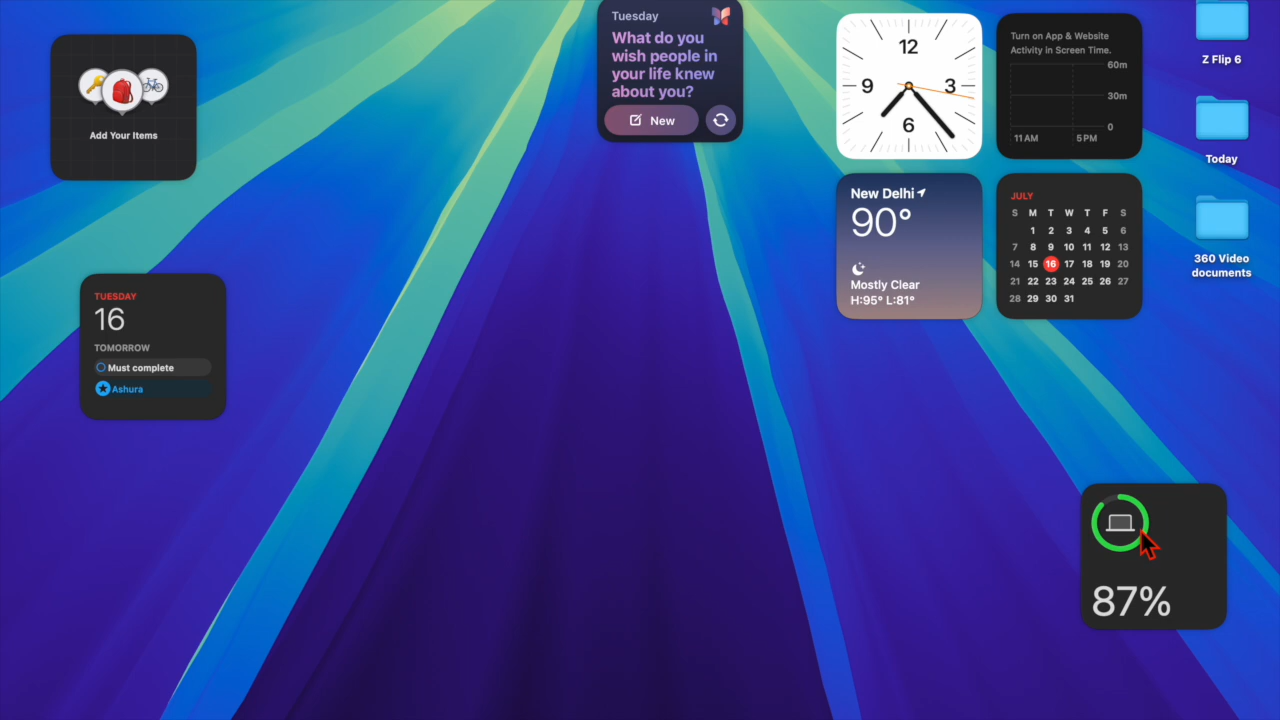 Add Your Items
TUESDAY
16
TOMORROW
Must complete
Ashura
Tuesday
What do you
wish people in
your life knew
about you?
New
12
9
3
6
Turn on App & Website
Activity in Screen Time.
60m
30m
0
11 AM 5 PM
New Delhi
90°
Mostly Clear
H:95° L:81°
JULY
S M T W T F S
1 2 3 4 5 6
7 8 9 10 11 12 13
14 15 16 17 18 19 20
21 22 23 24 25 26 27
28 29 30 31
Z Flip 6
Today
360 Video
documents
87%